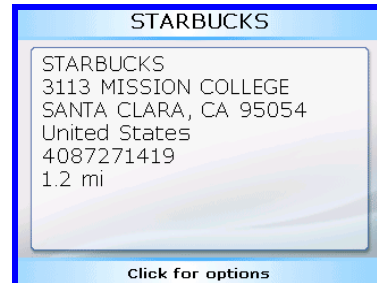 STARBUCKS
STARBUCKS
3113 MISSION COLLEGE
SANTA CLARA, CA 95054
United States
4087271419
1.2 mi
Click for options